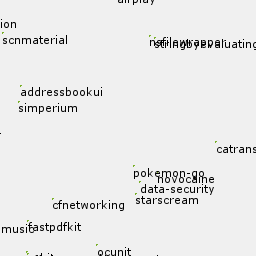 airplay
ion
scnmaterial
nsfilewrapper
stringbyevaluating
addressbookui
simperium
catrans
pokemon-go
novocaine
data-security
starscream
cfnetworking
fastpdfkit
music
ocunit